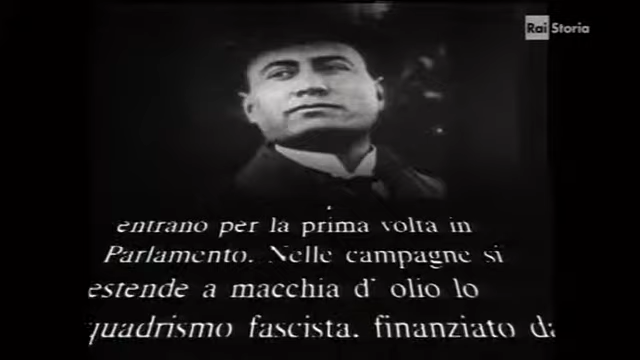 Rai Storia
entrano per la prima volta in
Parlamento. Nelle campagne si
estende a macchia d' olio lo
quadrismo fascista. finanziato da